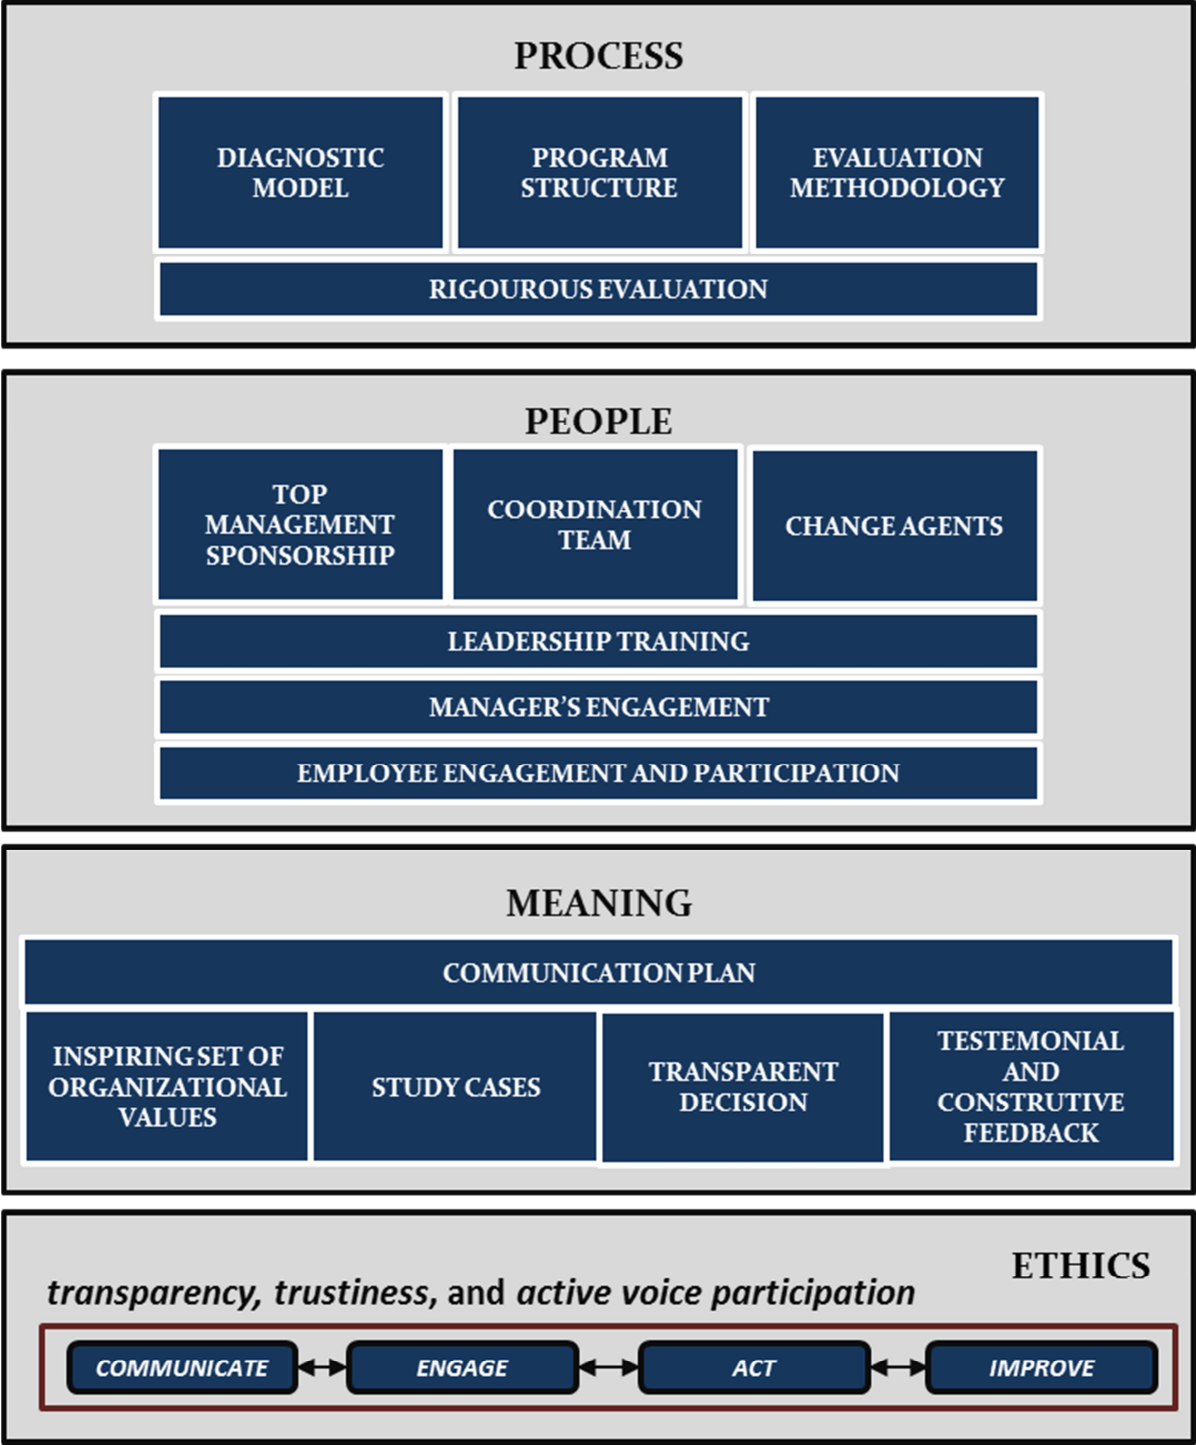 PROCESS
DIAGNOSTIC
MODEL
PROGRAM
STRUCTURE
EVALUATION
METHODOLOGY
RIGOUROUS EVALUATION
PEOPLE
TOP
MANAGEMENT
SPONSORSHIP
COORDINATION
TEAM
CHANGE AGENTS
LEADERSHIP TRAINING
MANAGER’S ENGAGEMENT
EMPLOYEE ENGAGEMENT AND PARTICIPATION
MEANING
COMMUNICATION PLAN
INSPIRING SET OF
ORGANIZATIONAL
VALUES
STUDY CASES
TRANSPARENT
DECISION
TESTEMONIAL
AND
CONSTRUTIVE
FEEDBACK
ETHICS
transparency, trustiness, and active voice participation
COMMUNICATE
ENGAGE
ACT
IMPROVE